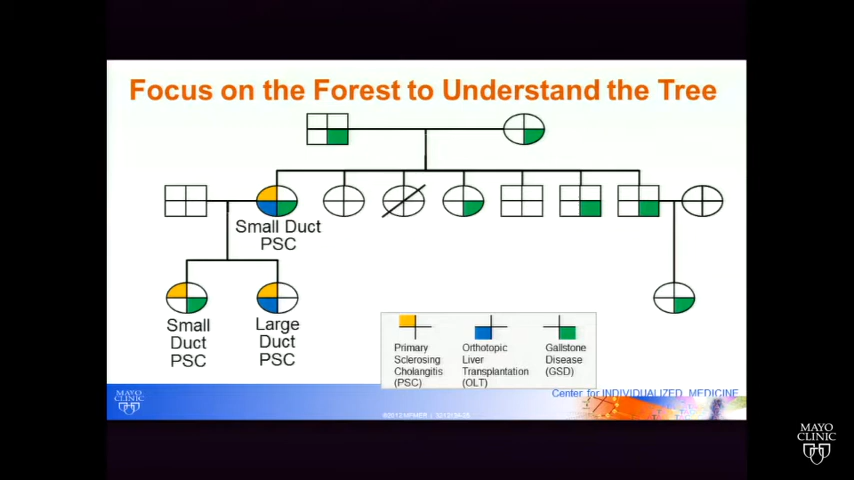 Focus on the Forest to Understand the Tree
Small Duct
PSC
Small
Duct
PSC
Large
Duct
PSC
Primary
Sclerosing
Cholangitis
(PSC)
Orthotopic
Liver
Transplantation
(OLT)
Gallstone
Disease
(GSD)
Center for INDIVIDUALIZED MEDICINE
MAYO
CLINIC
MAYO
CLINIC